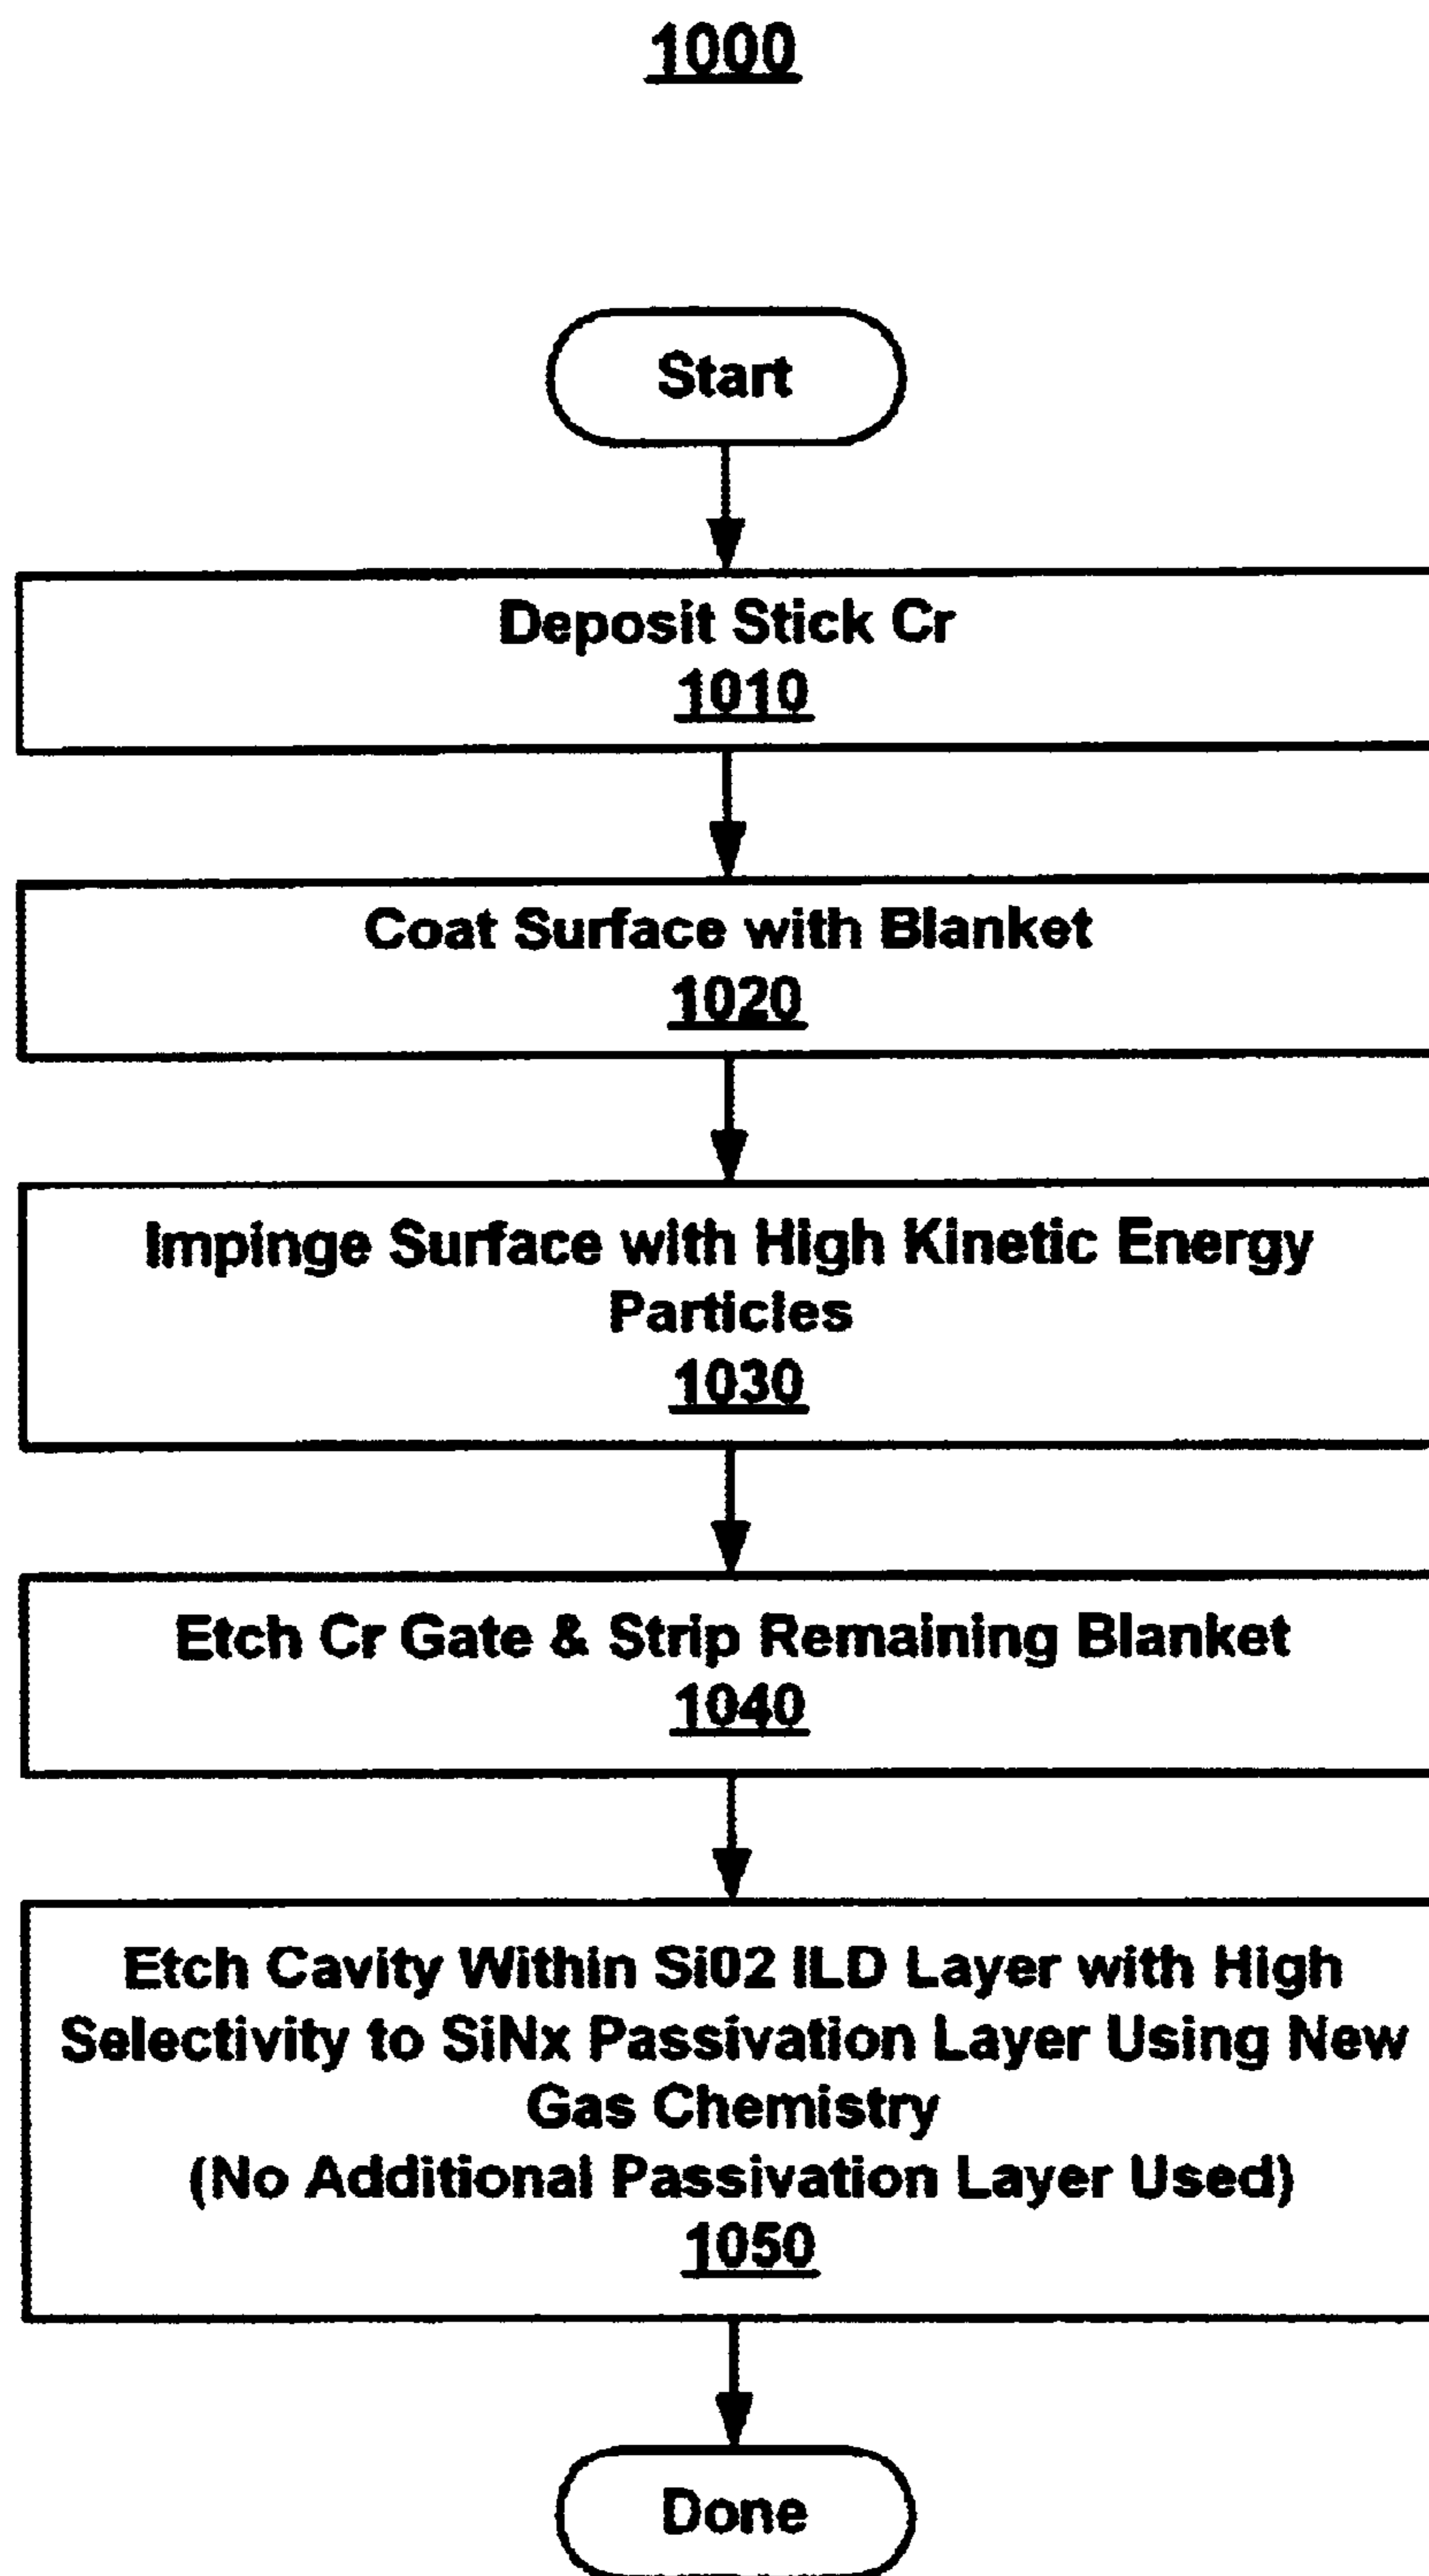 1000
Start
Deposit Stick Cr
1010
Coat Surface with Blanket
1020
Impinge Surface with High Kinetic Energy
Particles
1030
Etch Cr Gate & Strip Remaining Blanket
1040
Etch Cavity Within Si02 ILD Layer with High
Selectivity to SiNx Passivation Layer Using New
Gas Chemistry
(No Additional Passivation Layer Used)
1050
Done